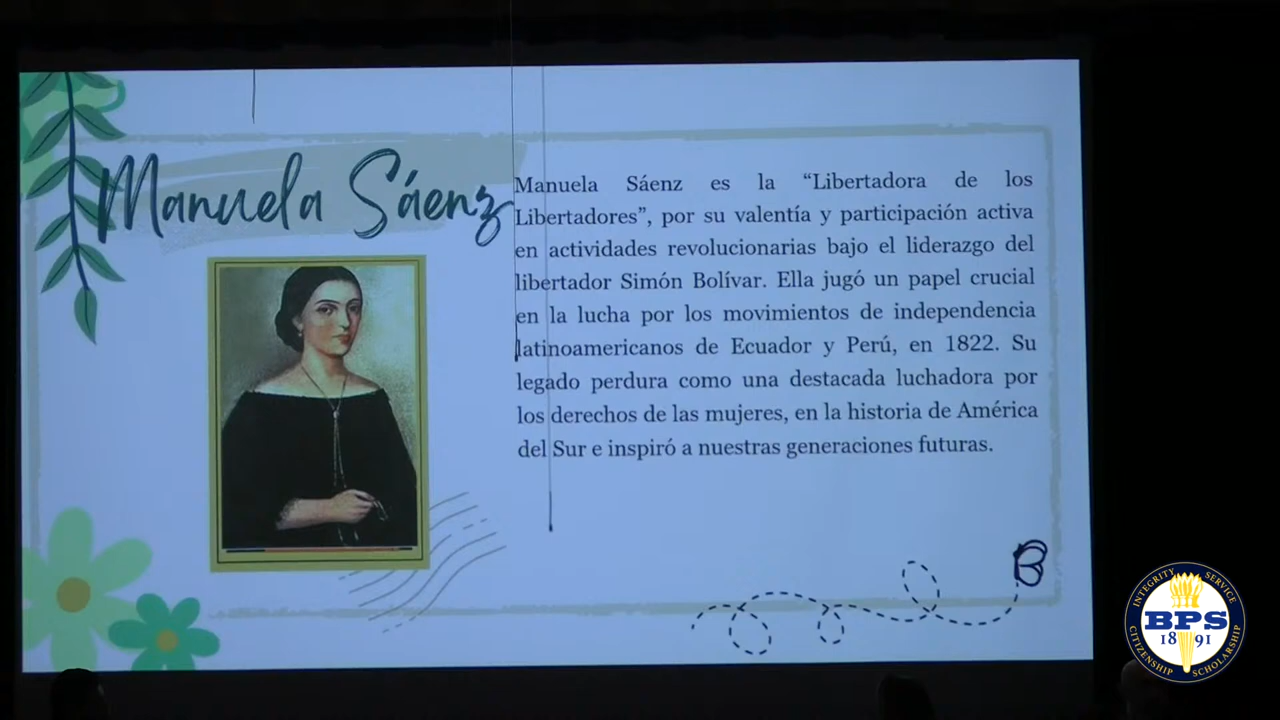 Manuela Sáenz
Manuela Sáenz es la “Libertadora de los
Libertadores”, por su valentía y participación activa
en actividades revolucionarias bajo el liderazgo del
libertador Simón Bolívar. Ella jugó un papel crucial
en la lucha por los movimientos de independencia
latinoamericanos de Ecuador y Perú, en 1822. Su
legado perdura como una destacada luchadora por
los derechos de las mujeres, en la historia de América
del Sur e inspiró a nuestras generaciones futuras.
INTEGRITY SERVICE
BPS
1891
CITIZENSHIP SCHOLARSHIP